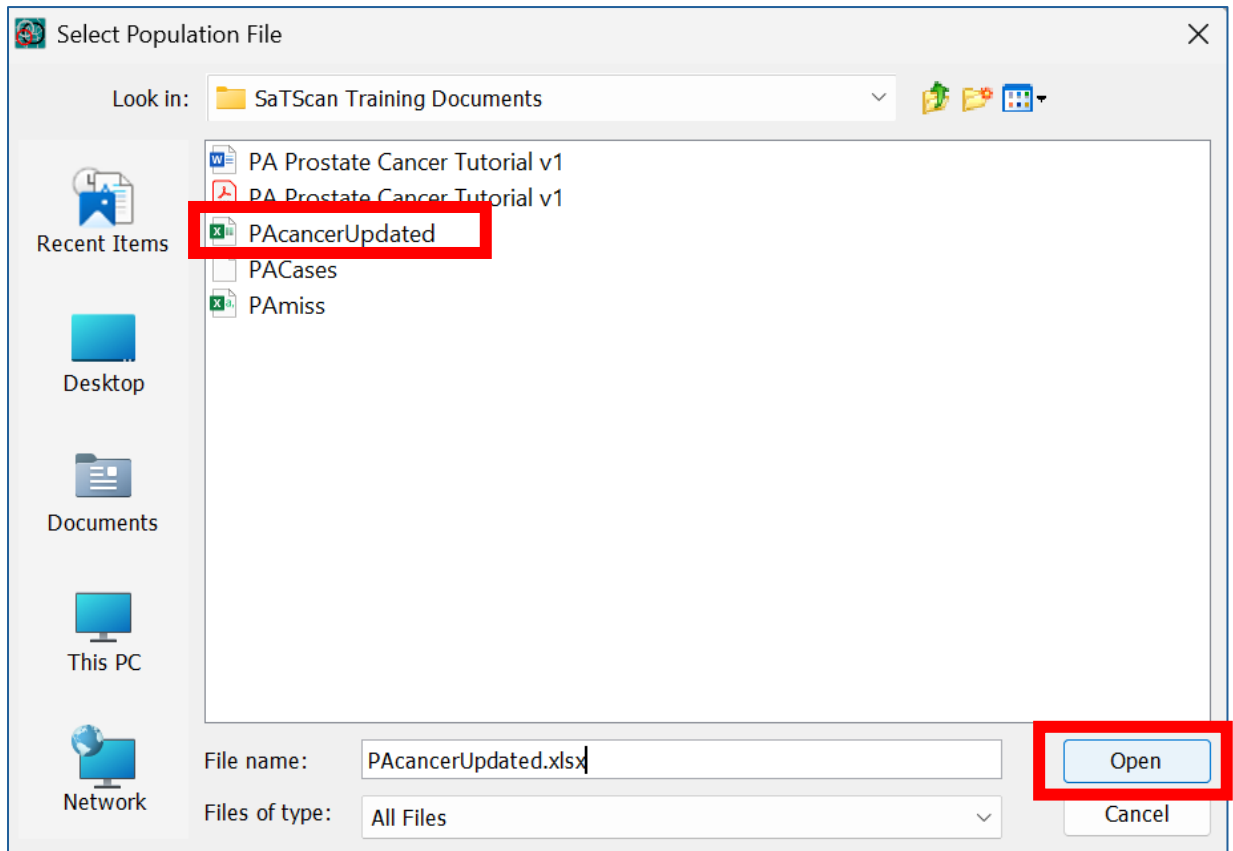 Select Population File
Look in:
SaTScan Training Documents
PA Prostate Cancer Tutorial v1
PA Prostate Cancer Tutorial v1
PAcancerUpdated
PACases
PAmiss
Recent Items
Desktop
Documents
This PC
Network
File name:
PAcancerUpdated.xlsx
Open
Files of type:
All Files
Cancel